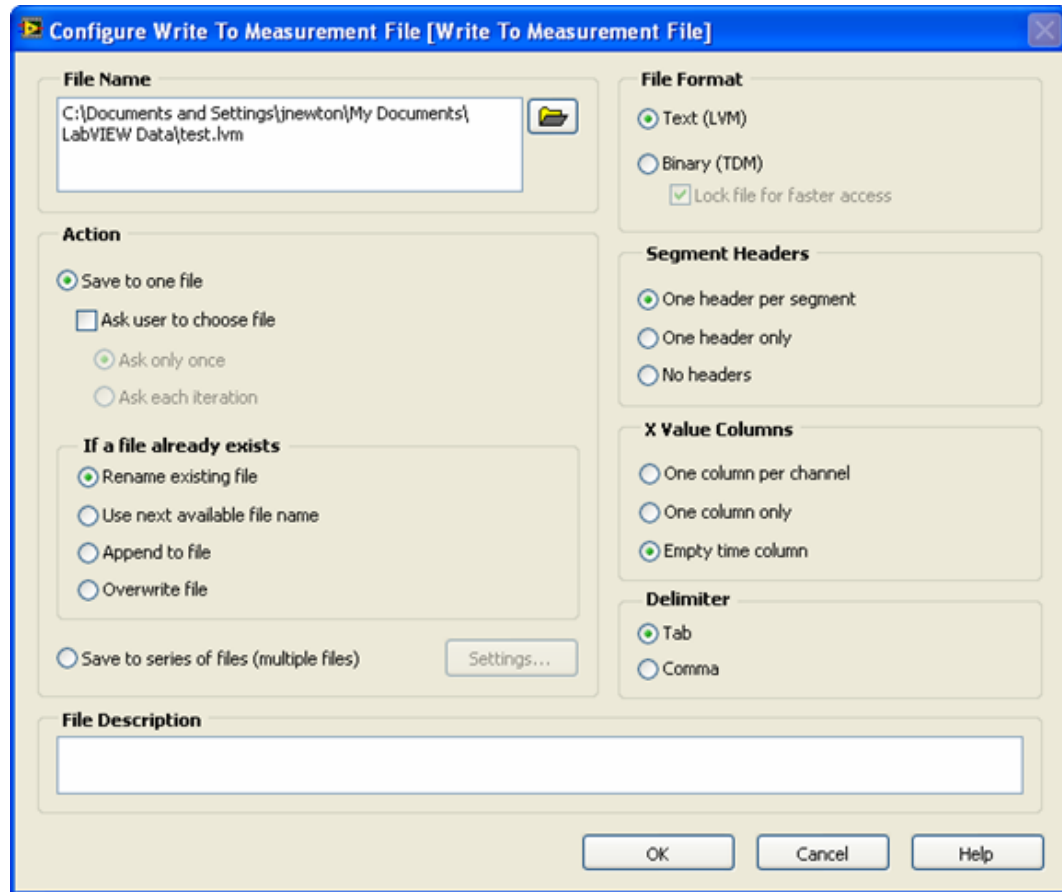 Configure Write To Measurement File [Write To Measurement File]
File Name
C:\Documents and Settings\jnewton\My Documents\
LabVIEW Data\test.lvm
Action
Save to one file
Ask user to choose file
Ask only once
Ask each iteration
If a file already exists
Rename existing file
Use next available file name
Append to file
Overwrite file
Save to series of files (multiple files)
Settings...
File Format
Text (LVM)
Binary (TDM)
Lock file for faster access
Segment Headers
One header per segment
One header only
No headers
X Value Columns
One column per channel
One column only
Empty time column
Delimiter
Tab
Comma
File Description
OK
Cancel
Help